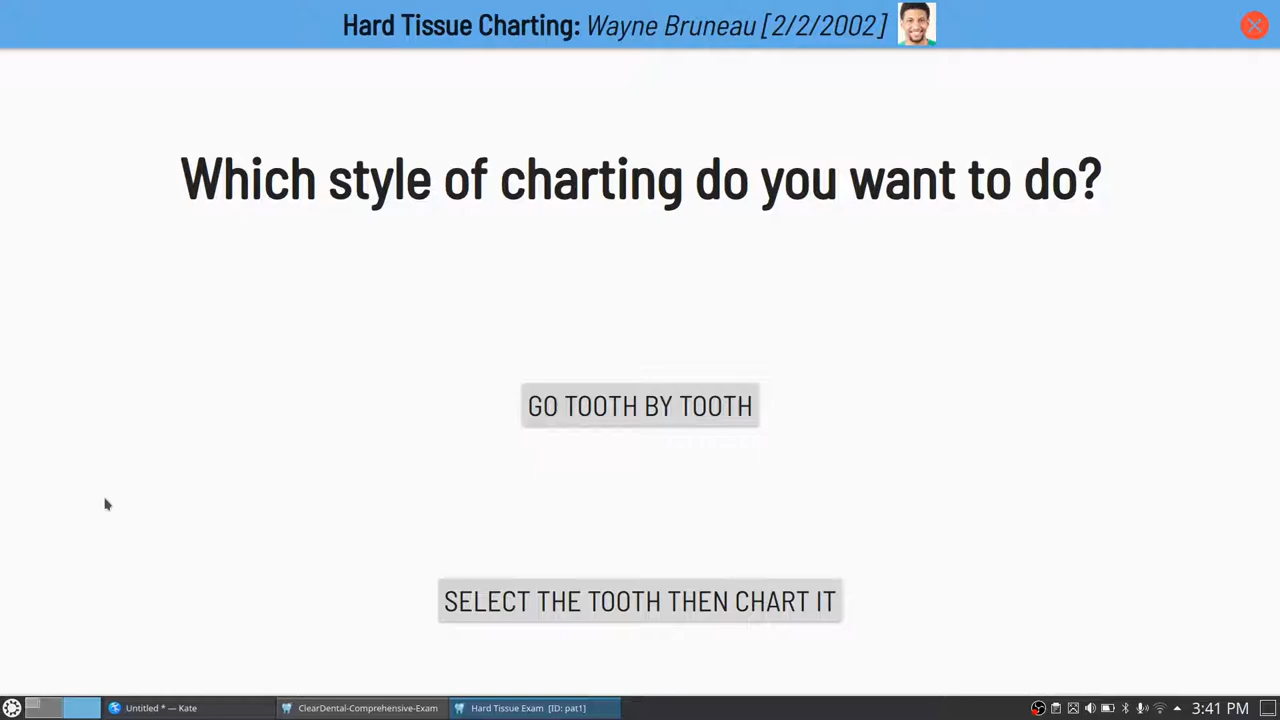 Hard Tissue Charting: Wayne Bruneau [2/2/2002]
Which style of charting do you want to do?
GO TOOTH BY TOOTH
SELECT THE TOOTH THEN CHART IT
Untitled * — Kate
ClearDental-Comprehensive-Exam
Hard Tissue Exam [ID: pat1]
3:41 PM